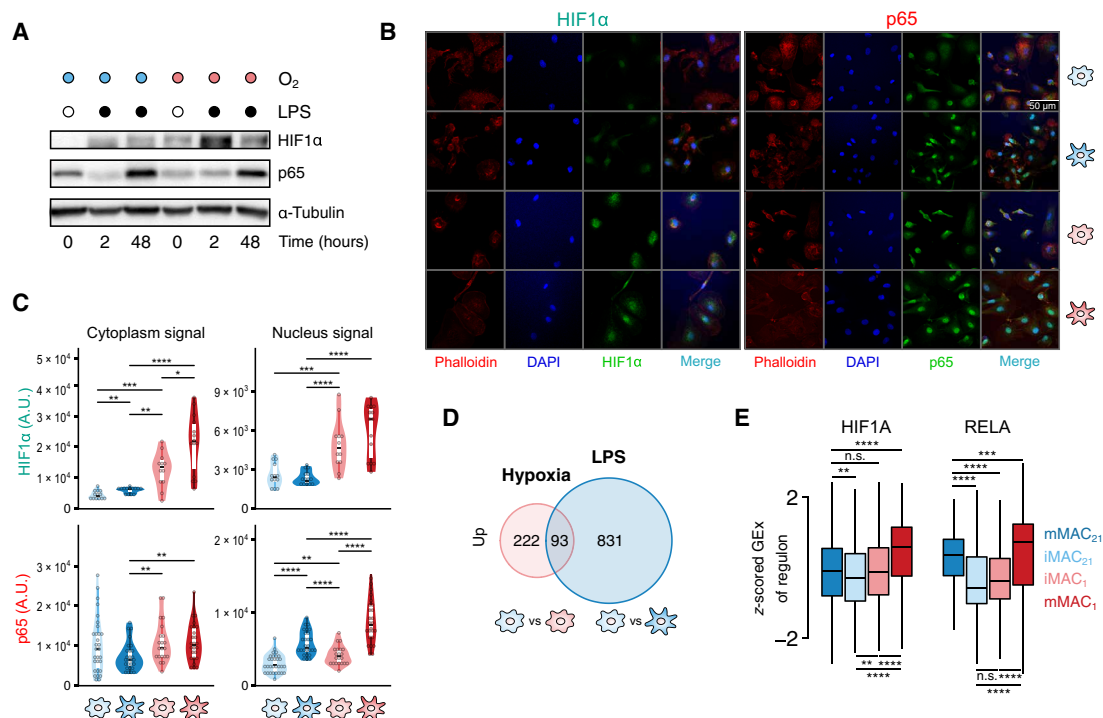 A
O₂
LPS
HIF1α
p65
α-Tubulin
0 2 48 0 2 48 Time (hours)
B
HIF1α p65
50 μm
Phalloidin DAPI HIF1α Merge Phalloidin DAPI p65 Merge
C
Cytoplasm signal Nucleus signal
HIF1α (A.U.)
5 × 10⁴
4 × 10⁴
3 × 10⁴
2 × 10⁴
1 × 10⁴
0
**** *** * ** **
9 × 10³
6 × 10³
3 × 10³
0
**** *** ****
p65 (A.U.)
4 × 10⁴
3 × 10⁴
2 × 10⁴
1 × 10⁴
0
** **
2 × 10⁴
1 × 10⁴
0
**** ** **** **** ****
D
LPS
Hypoxia
Up
222 93 831
vs vs
E
HIF1A RELA
z-scored GEx
of regulon
2
−2
****
n.s.
**
** ****
****
***
****
****
n.s. ****
****
mMAC₂₁
iMAC₂₁
iMAC₁
mMAC₁